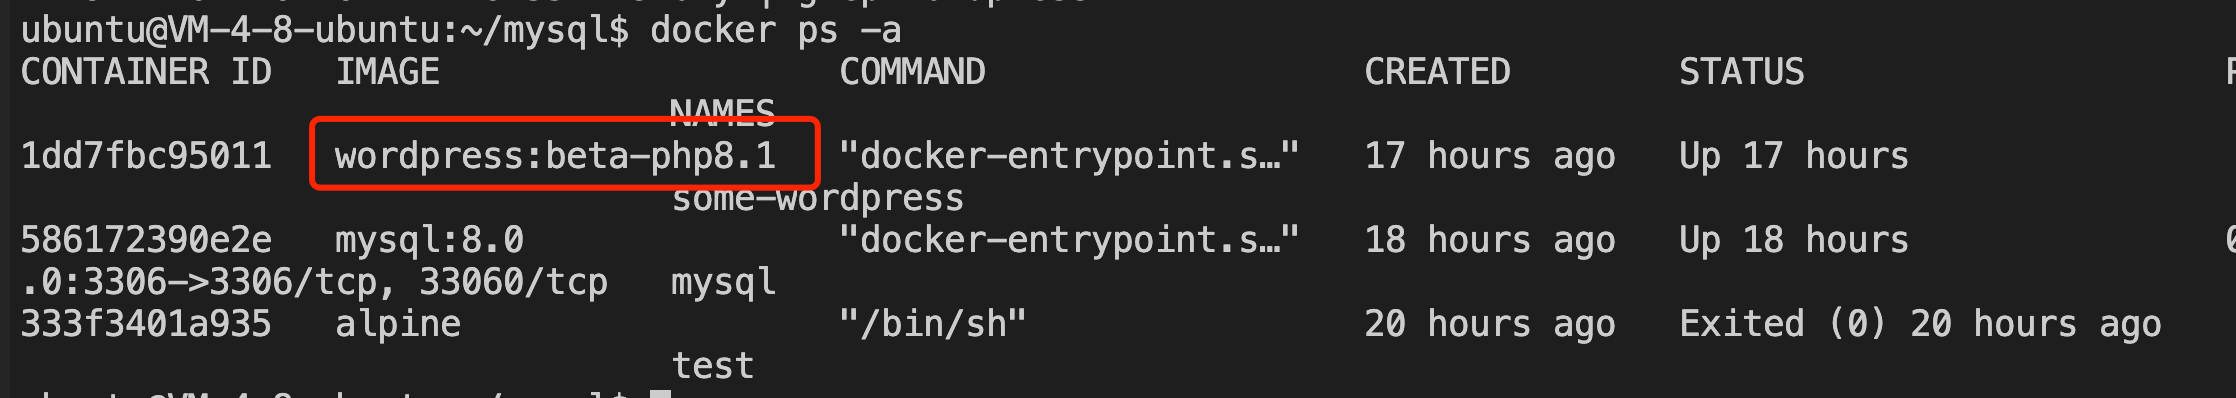 ubuntu@VM-4-8-ubuntu:~/mysql$ docker ps -a
CONTAINER ID   IMAGE                   COMMAND                  CREATED        STATUS
NAMES
1dd7fbc95011   wordpress:beta-php8.1   "docker-entrypoint.s…"   17 hours ago   Up 17 hours
some-wordpress
586172390e2e   mysql:8.0               "docker-entrypoint.s…"   18 hours ago   Up 18 hours
.0:3306->3306/tcp, 33060/tcp   mysql
333f3401a935   alpine                  "/bin/sh"                20 hours ago   Exited (0) 20 hours ago
test